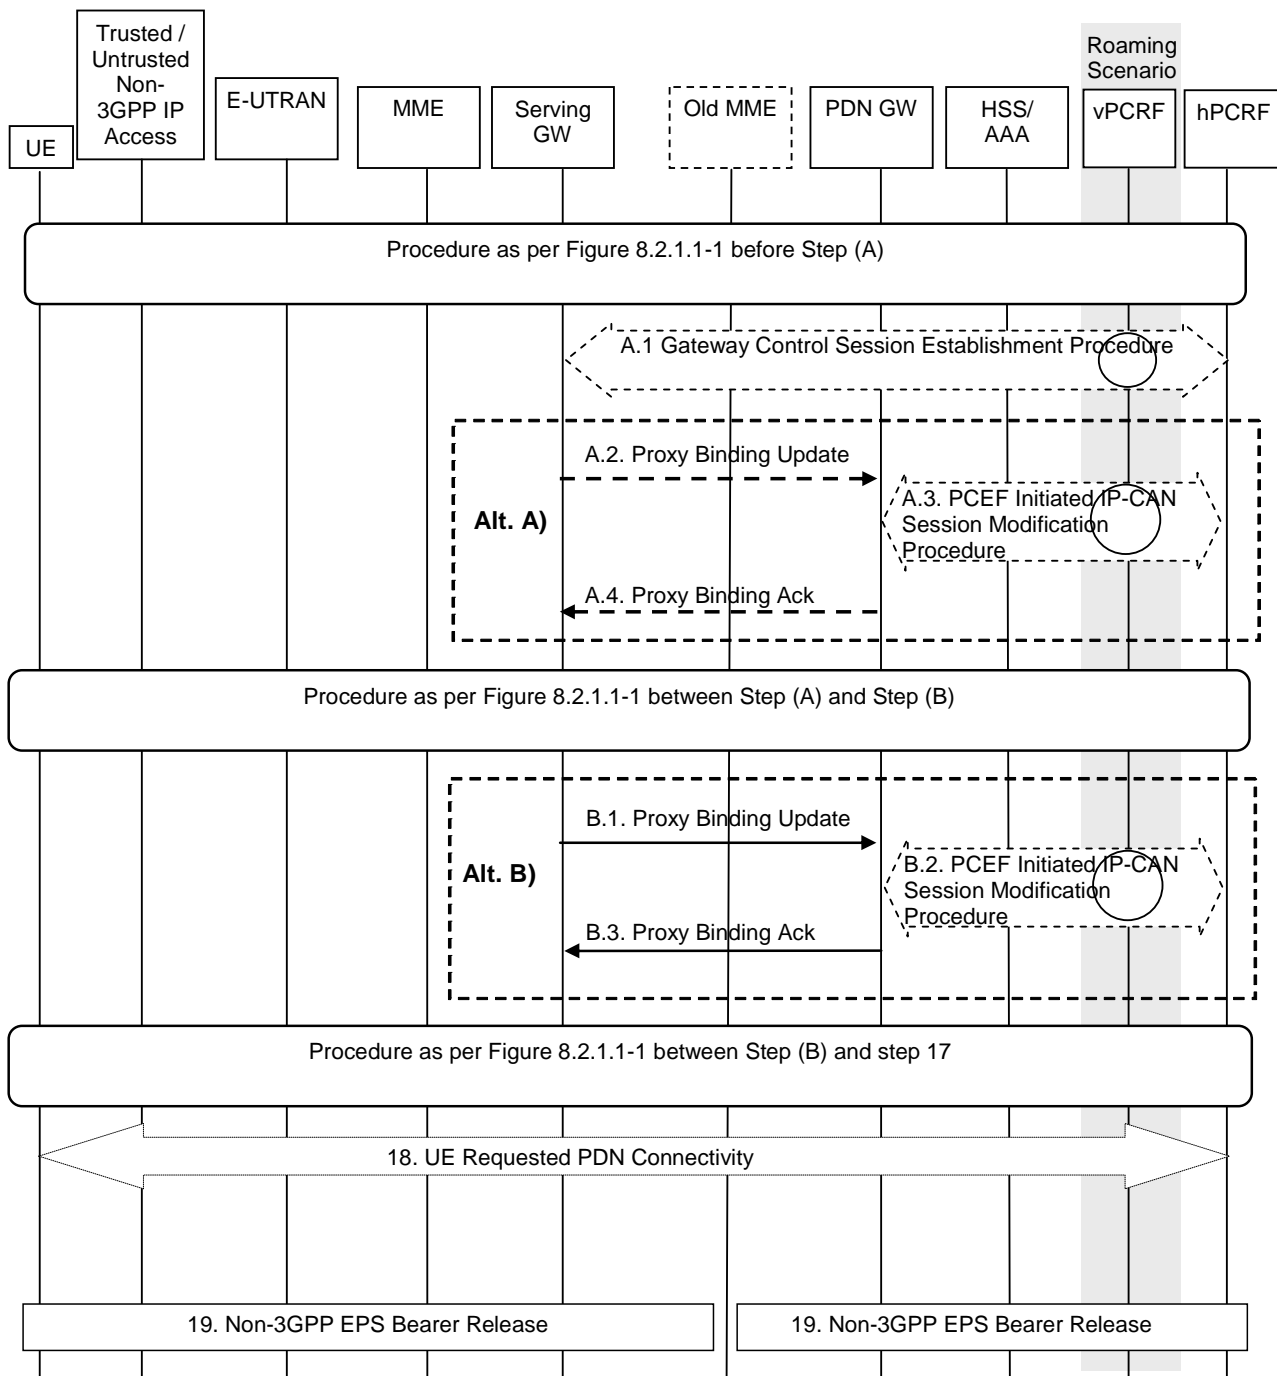 Trusted /
Untrusted
Non-
3GPP IP
Access
Roaming
Scenario
UE
E-UTRAN
MME
Serving
GW
Old MME
PDN GW
HSS/
AAA
vPCRF
hPCRF
Procedure as per Figure 8.2.1.1-1 before Step (A)
A.1 Gateway Control Session Establishment Procedure
A.2. Proxy Binding Update
Alt. A)
A.3. PCEF Initiated IP-CAN
Session Modification
Procedure
A.4. Proxy Binding Ack
Procedure as per Figure 8.2.1.1-1 between Step (A) and Step (B)
B.1. Proxy Binding Update
Alt. B)
B.2. PCEF Initiated IP-CAN
Session Modification
Procedure
B.3. Proxy Binding Ack
Procedure as per Figure 8.2.1.1-1 between Step (B) and step 17
18. UE Requested PDN Connectivity
19. Non-3GPP EPS Bearer Release
19. Non-3GPP EPS Bearer Release